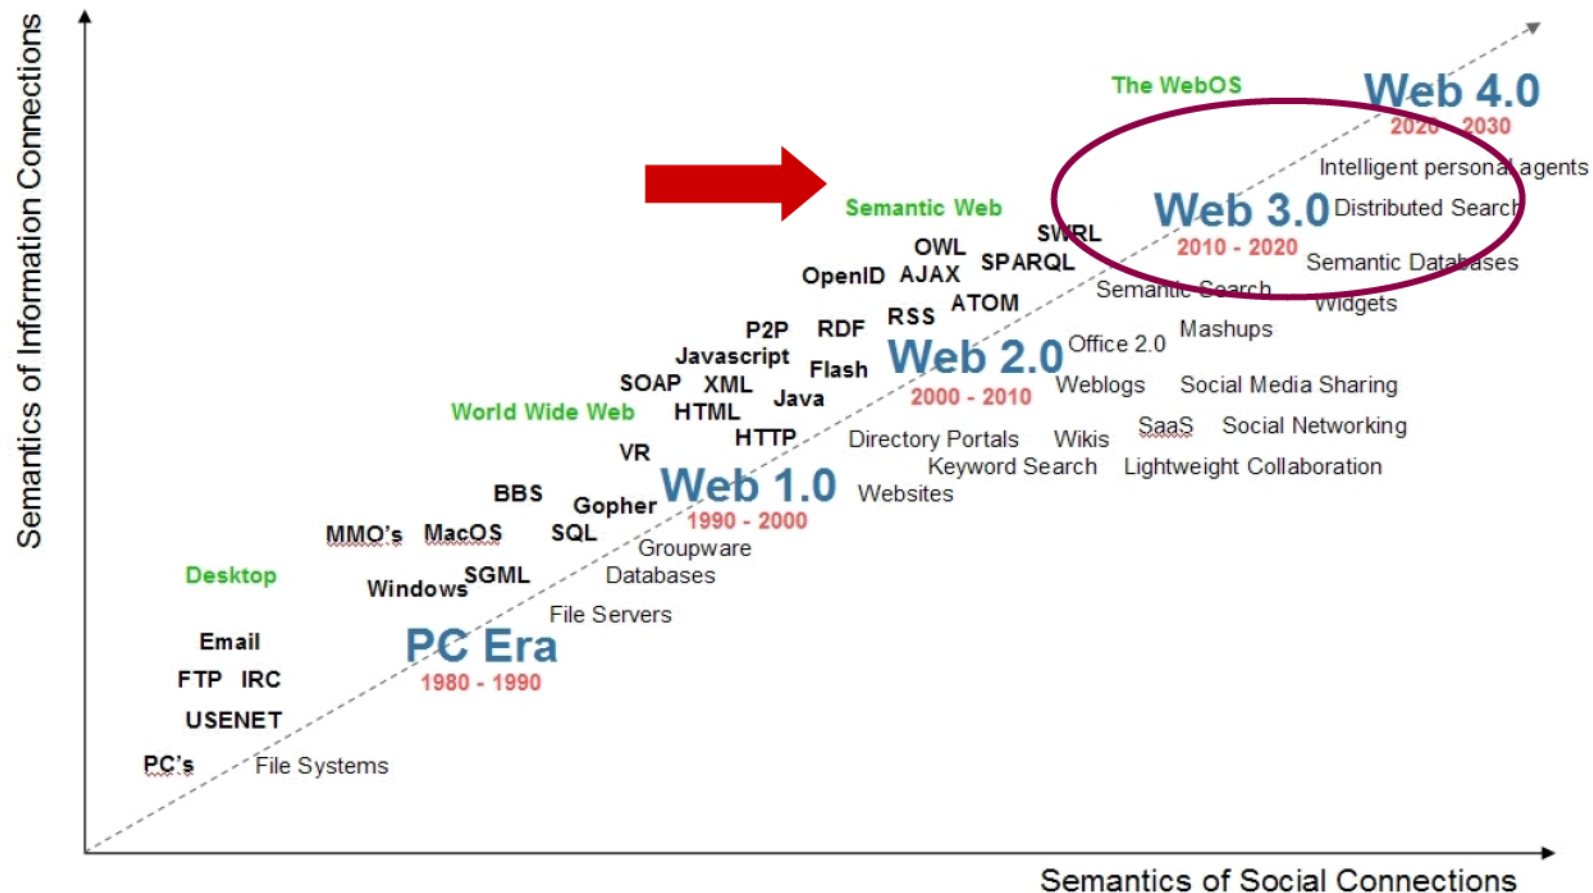 Semantics of Information Connections
The WebOS
Web 4.0
2020 - 2030
Intelligent personal agents
Semantic Web
Web 3.0
Distributed Search
2010 - 2020
SWRL
OWL
SPARQL
Semantic Databases
OpenID
AJAX
Semantic Search
ATOM
Widgets
RSS
P2P
RDF
Mashups
Javascript
Web 2.0
Office 2.0
Flash
SOAP
XML
Weblogs
Social Media Sharing
Java
2000 - 2010
World Wide Web
HTML
SaaS
Social Networking
HTTP
Directory Portals
Wikis
VR
Keyword Search
Lightweight Collaboration
Web 1.0
Websites
BBS
Gopher
1990 - 2000
MMO's
MacOS
SQL
Groupware
Desktop
SGML
Databases
Windows
File Servers
Email
PC Era
FTP
IRC
1980 - 1990
USENET
PC's
File Systems
Semantics of Social Connections